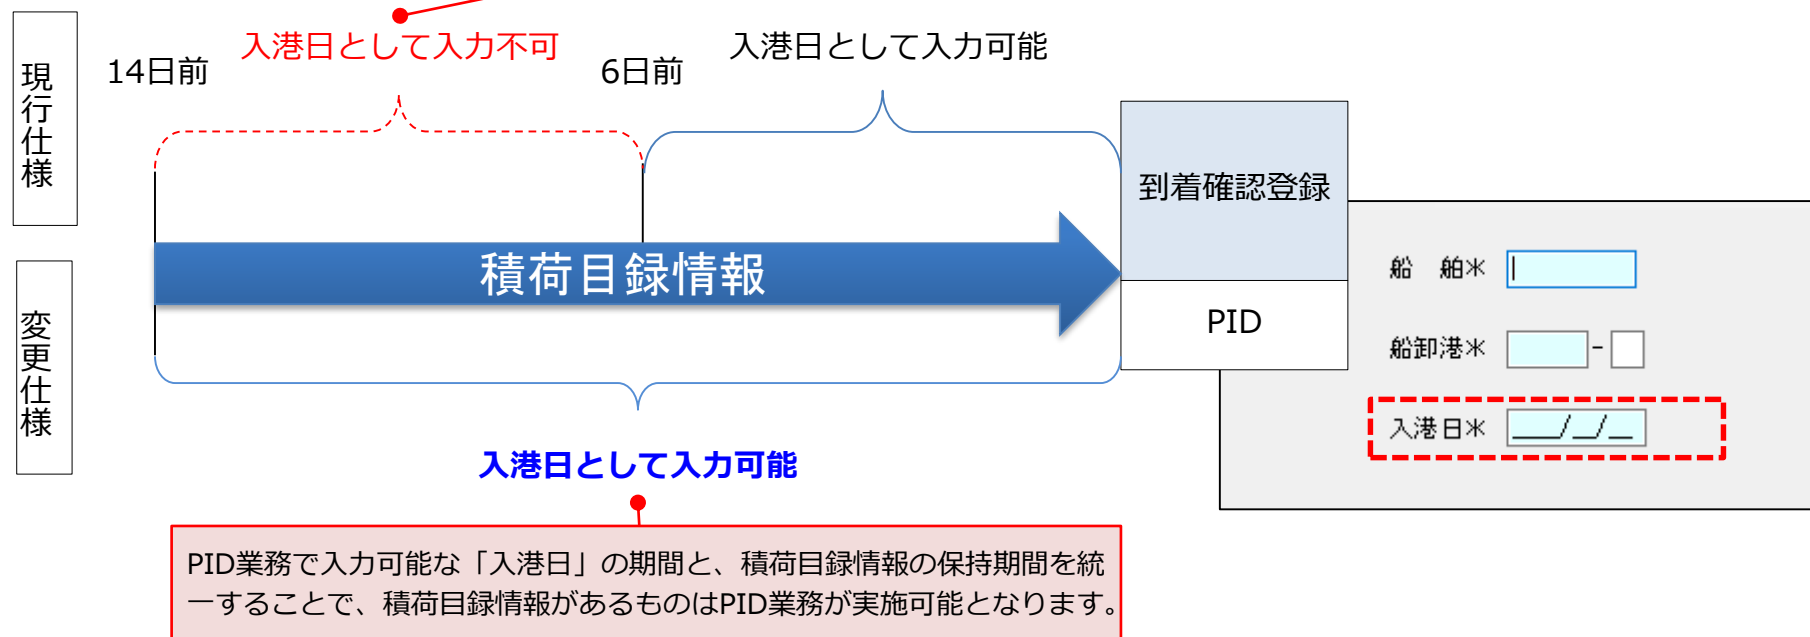 現行仕様
14日前
入港日として入力不可
6日前
入港日として入力可能
到着確認登録
積荷目録情報
PID
変更仕様
入港日として入力可能
船　舶米
船卸港米 -
入港日米 ___/__/__
PID業務で入力可能な「入港日」の期間と、積荷目録情報の保持期間を統
一することで、積荷目録情報があるものはPID業務が実施可能となります。